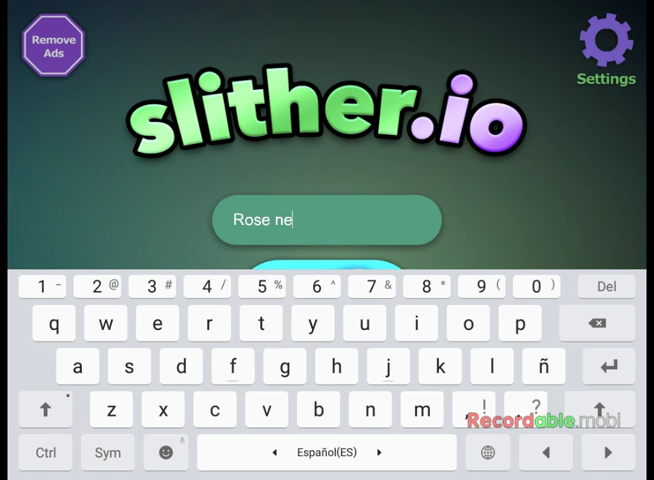 Remove
Ads
slither.io
Settings
Rose ne
1 - 2 @ 3 # 4 / 5 % 6 ^ 7 & 8 * 9 ( 0 ) Del
q w e r t y u i o p
a s d f g h j k l ñ
z x c v b n m , ! . ?
Recordable.mobi
Ctrl Sym Español(ES)